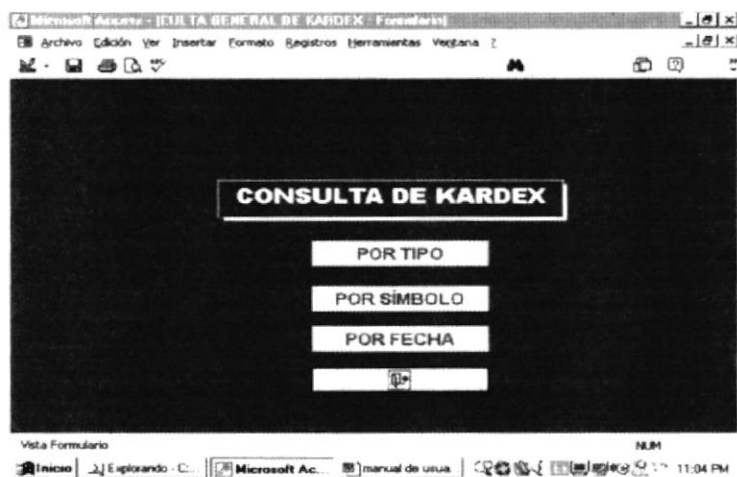 Microsoft Access - [CULTA GENERAL DE KARDEX - Formulario]
Archivo Edición Ver Insertar Formato Registros Herramientas Ventana ?
CONSULTA DE KARDEX
POR TIPO
POR SÍMBOLO
POR FECHA
Vista Formulario NUM
Inicio Explorando - C:... Microsoft Ac... manual de usua 11:04 PM